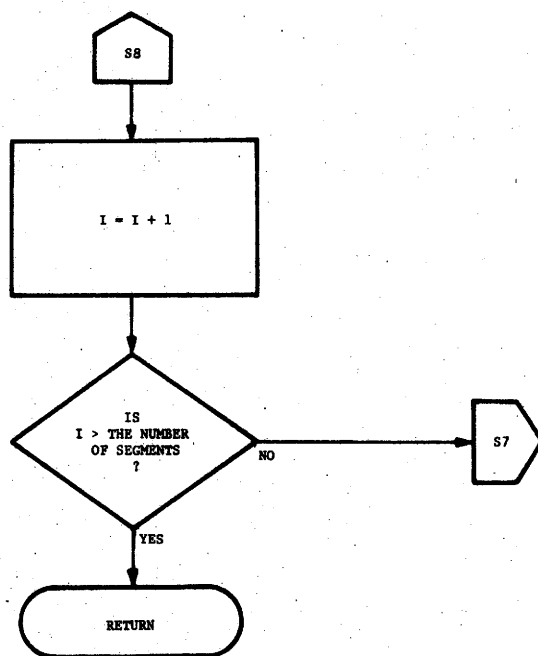 S8
I = I + 1
IS
I > THE NUMBER
OF SEGMENTS
?
NO
S7
YES
RETURN